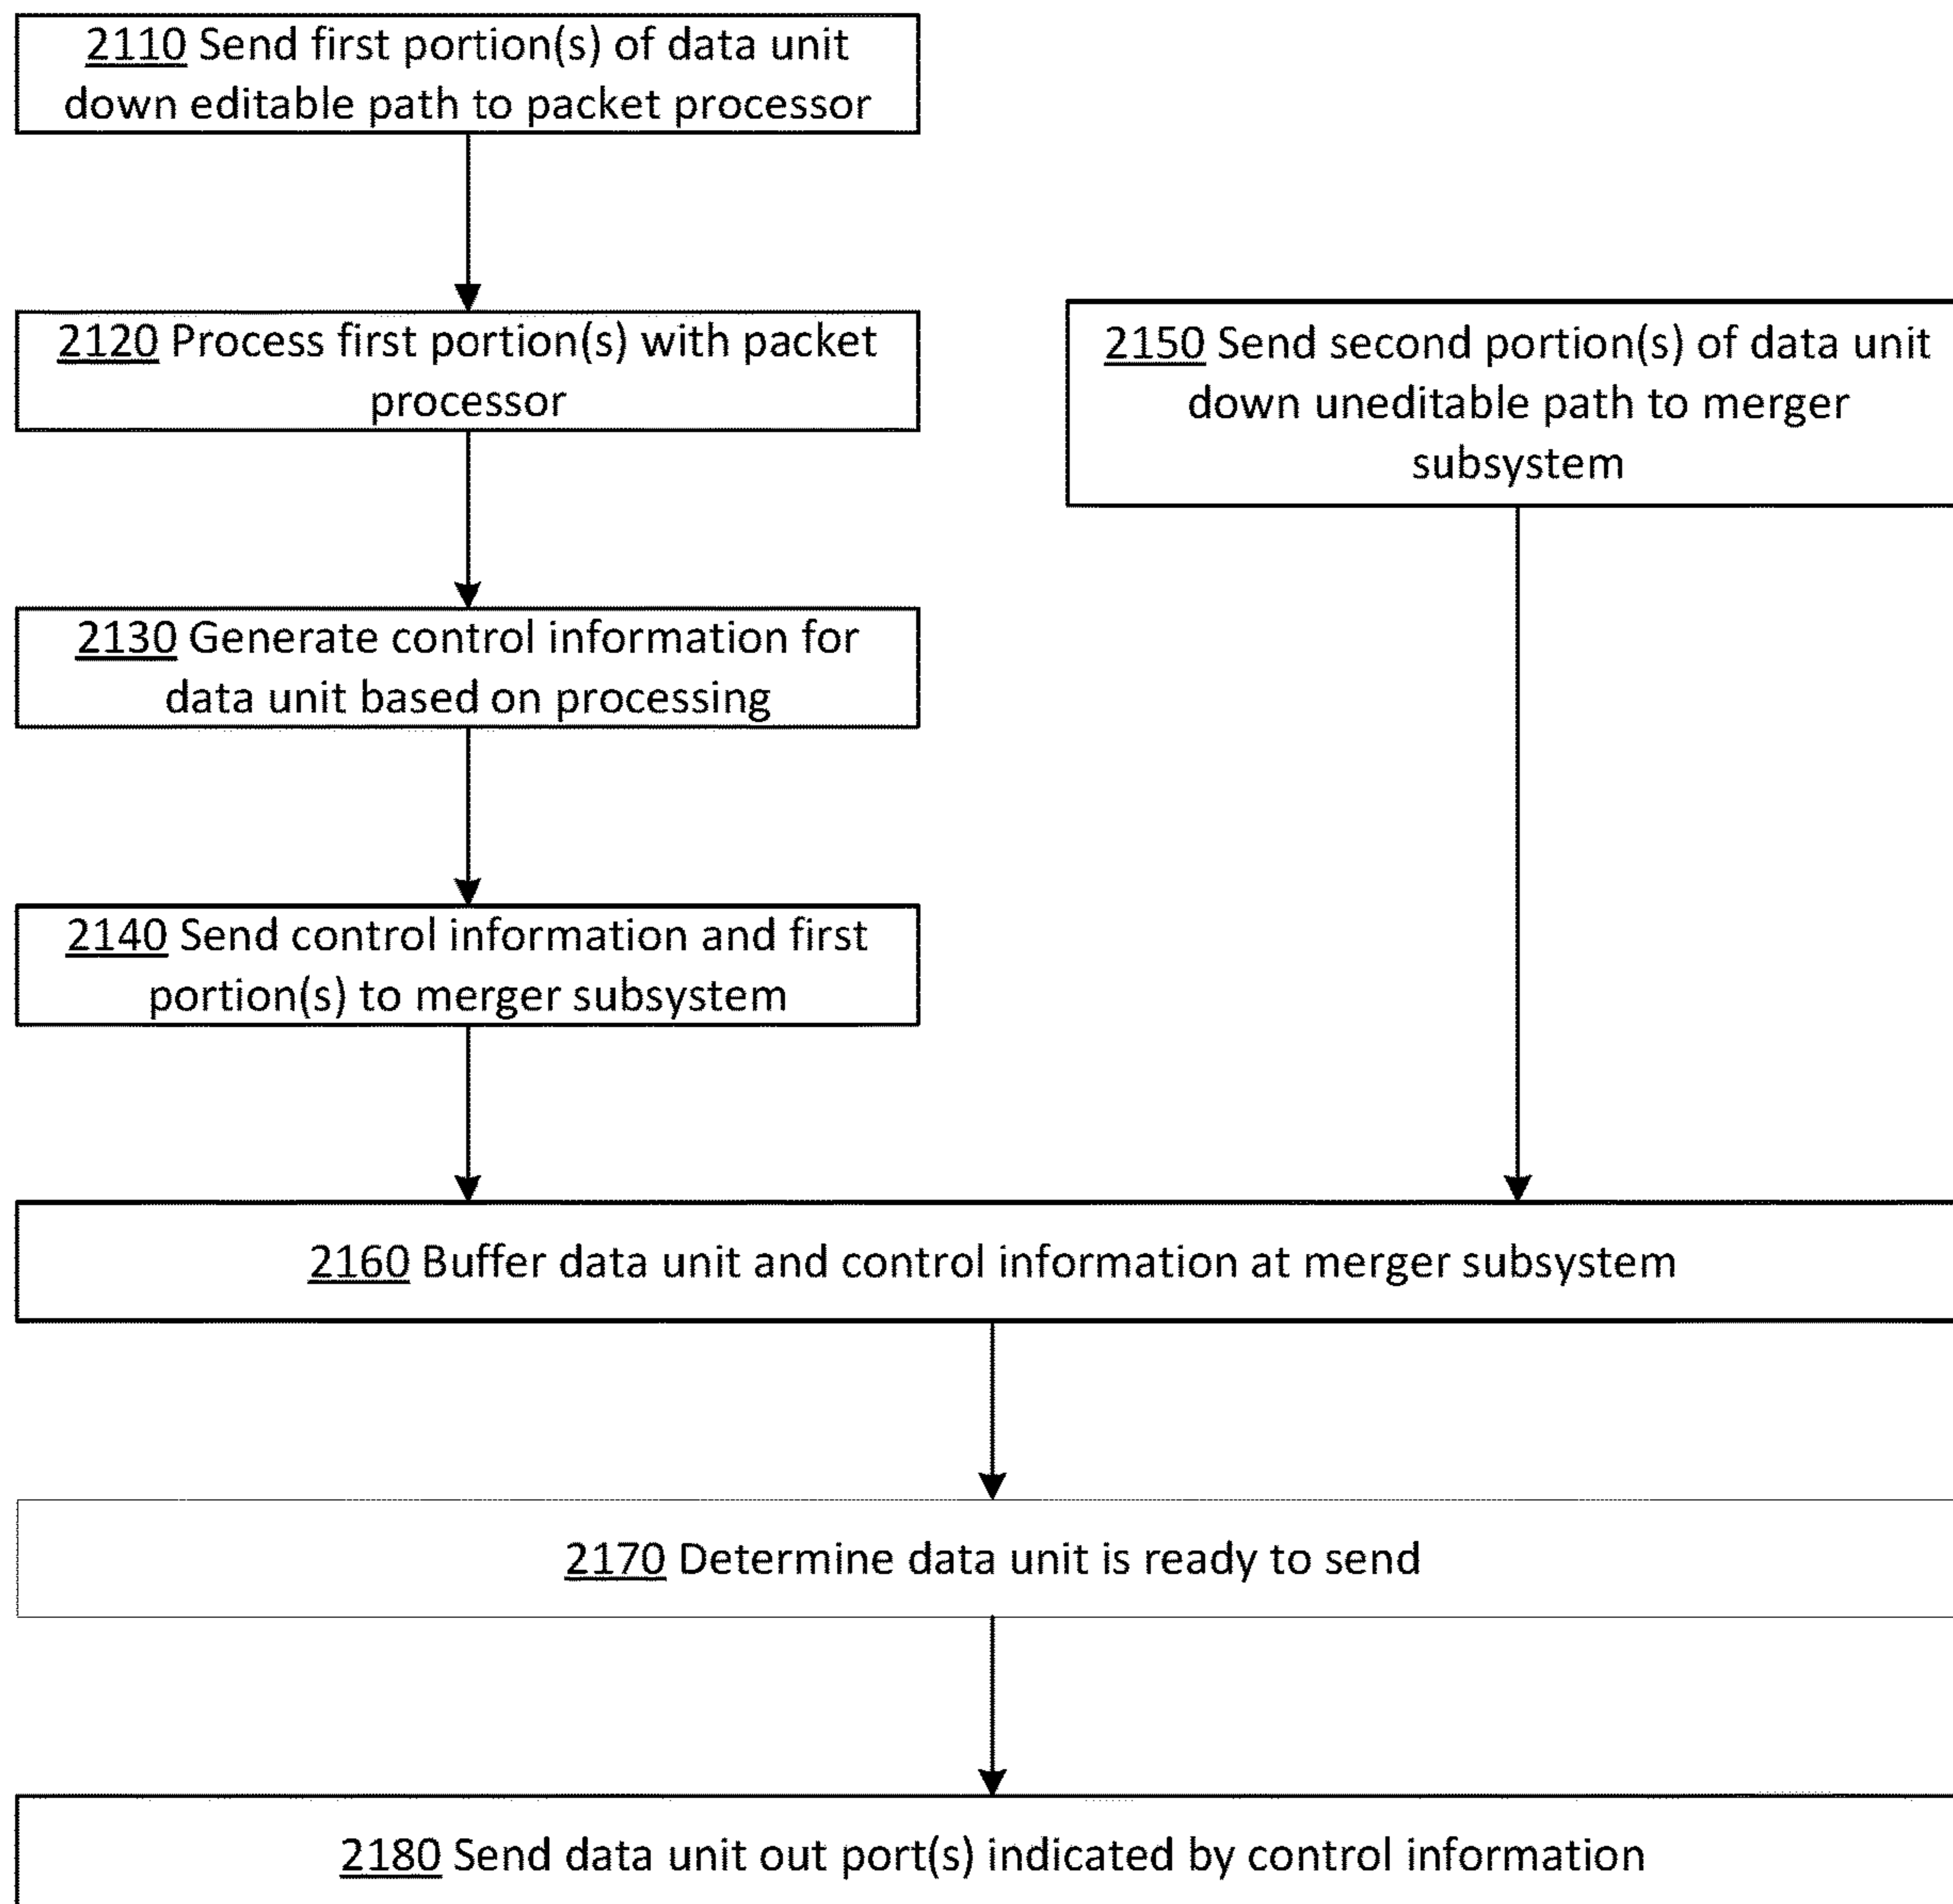 2110 Send first portion(s) of data unit
down editable path to packet processor
2120 Process first portion(s) with packet
processor
2150 Send second portion(s) of data unit
down uneditable path to merger
subsystem
2130 Generate control information for
data unit based on processing
2140 Send control information and first
portion(s) to merger subsystem
2160 Buffer data unit and control information at merger subsystem
2170 Determine data unit is ready to send
2180 Send data unit out port(s) indicated by control information